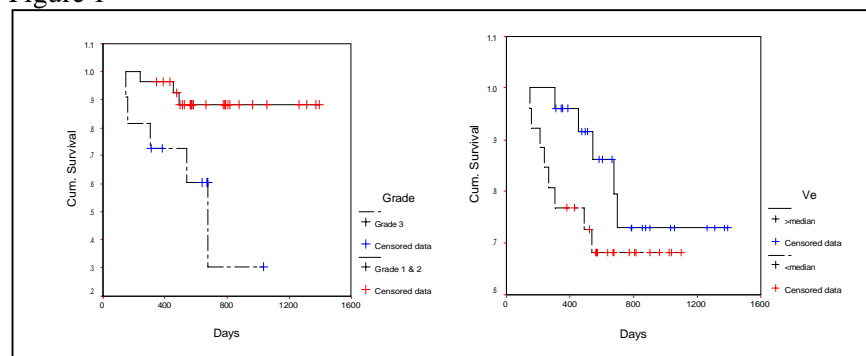 Figure 1
Cum. Survival
1.1
1.0
.9
.8
.7
.6
.5
.4
.3
.2
0
400
800
1200
1600
Days
Grade
Grade 3
Censored data
Grade 1 & 2
Censored data
Cum. Survival
1.1
1.0
.9
.8
.7
.6
0
400
800
1200
1600
Days
Ve
>median
Censored data
<median
Censored data